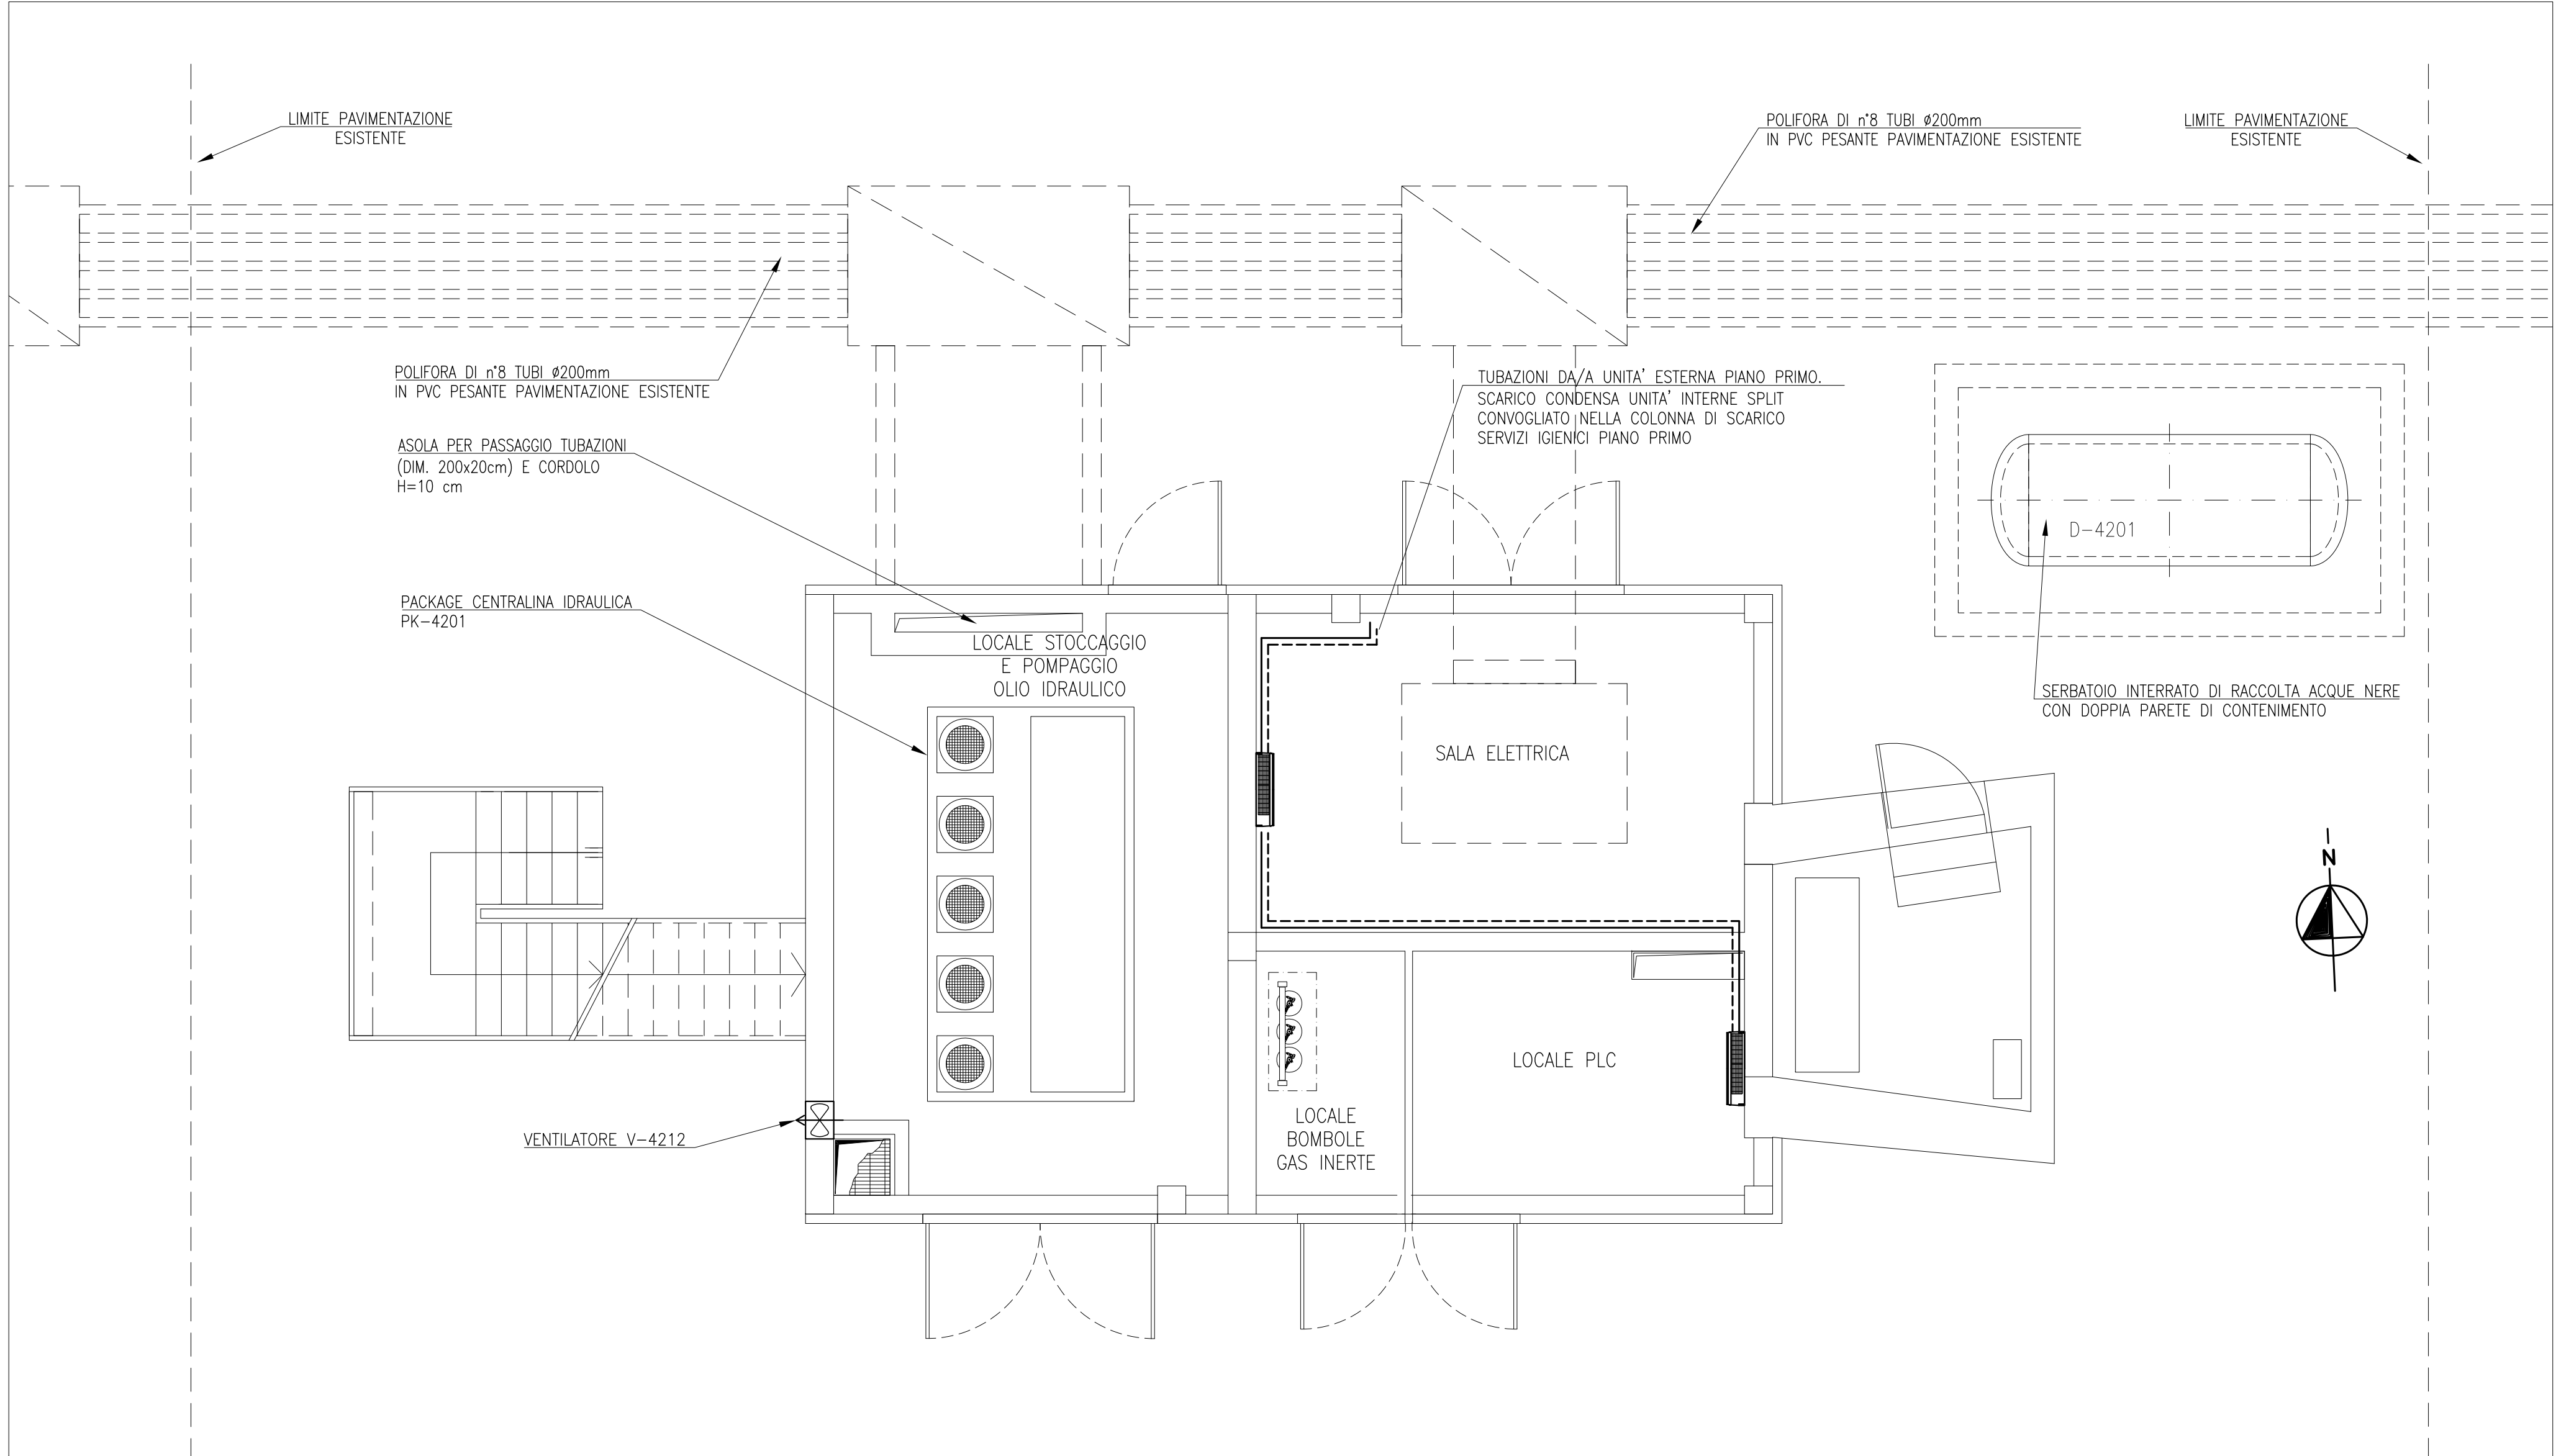 LIMITE PAVIMENTAZIONE
ESISTENTE
POLIFORA DI n°8 TUBI ø200mm
IN PVC PESANTE PAVIMENTAZIONE ESISTENTE
LIMITE PAVIMENTAZIONE
ESISTENTE
POLIFORA DI n°8 TUBI ø200mm
IN PVC PESANTE PAVIMENTAZIONE ESISTENTE
TUBAZIONI DA/A UNITA' ESTERNA PIANO PRIMO.
SCARICO CONDENSA UNITA' INTERNE SPLIT
CONVOGLIATO NELLA COLONNA DI SCARICO
SERVIZI IGIENICI PIANO PRIMO
ASOLA PER PASSAGGIO TUBAZIONI
(DIM. 200x20cm) E CORDOLO
H=10 cm
D-4201
PACKAGE CENTRALINA IDRAULICA
PK-4201
LOCALE STOCCAGGIO
E POMPAGGIO
OLIO IDRAULICO
SERBATOIO INTERRATO DI RACCOLTA ACQUE NERE
CON DOPPIA PARETE DI CONTENIMENTO
SALA ELETTRICA
N
LOCALE PLC
LOCALE
BOMBOLE
GAS INERTE
VENTILATORE V-4212